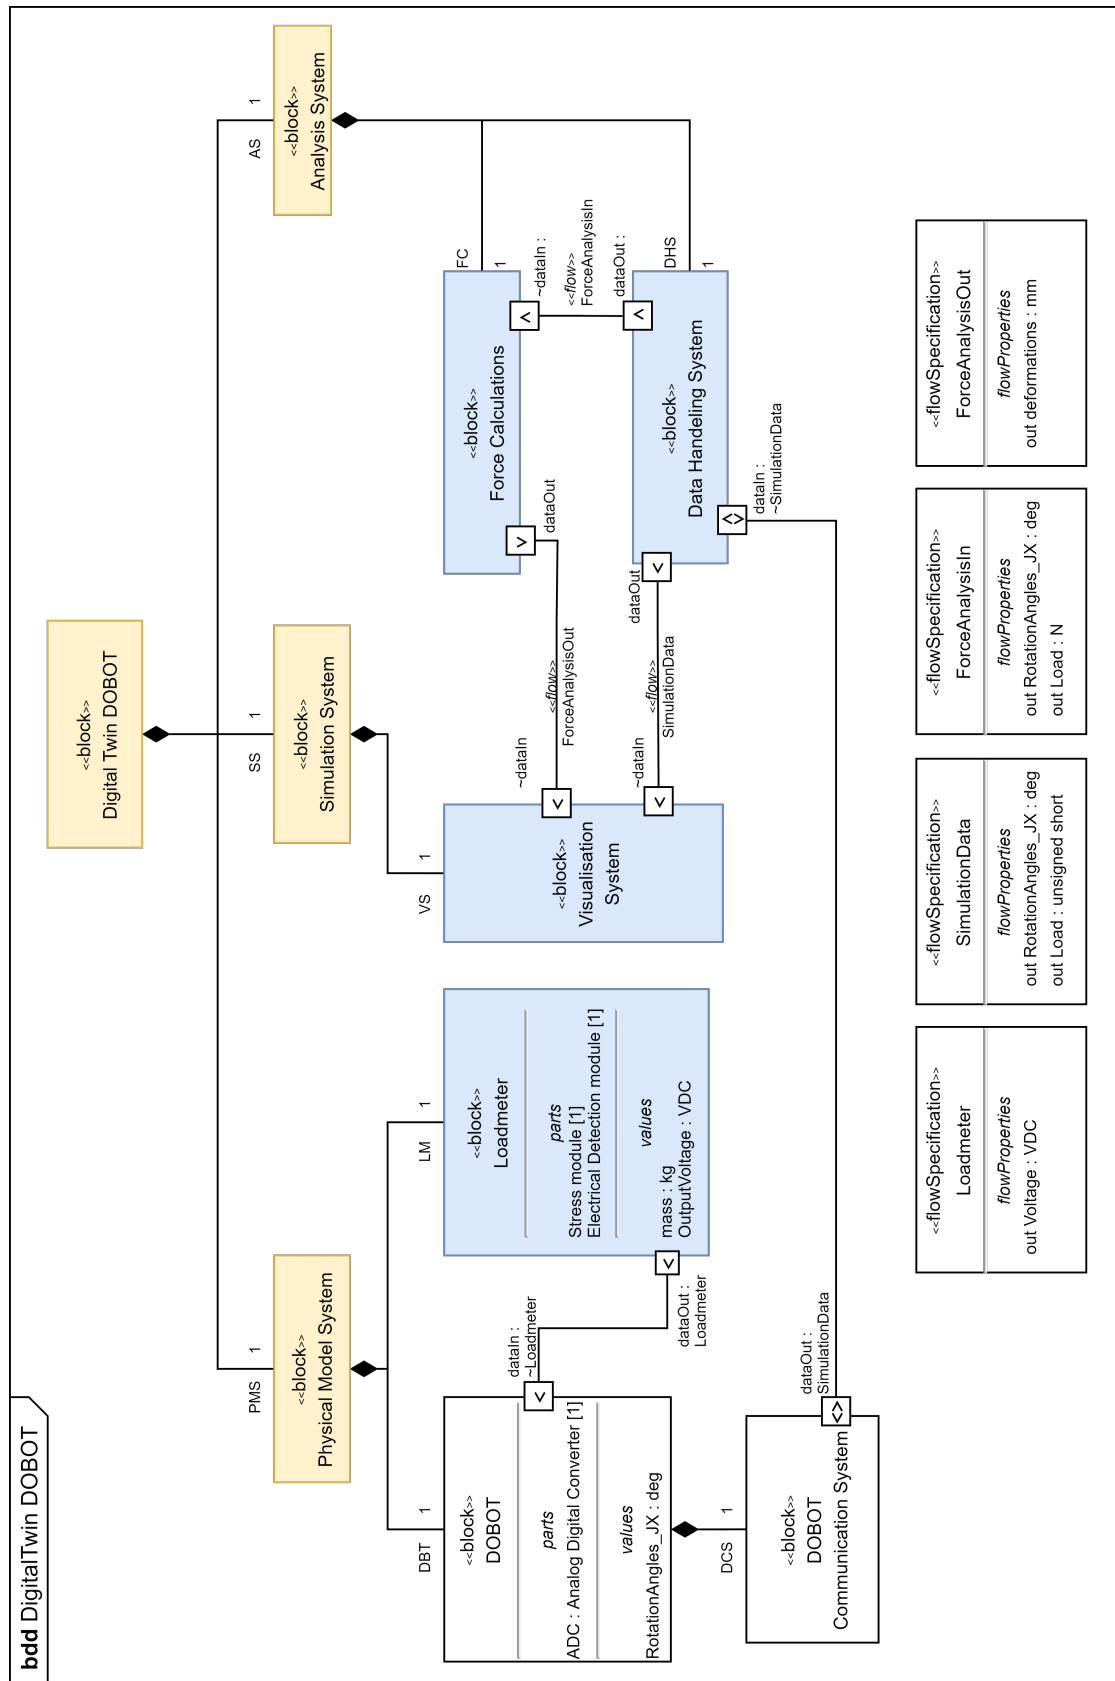 bdd DigitalTwin DOBOT
<<block>>
Digital Twin DOBOT
PMS
1
SS
1
AS
1
<<block>>
Physical Model System
<<block>>
Simulation System
<<block>>
Analysis System
DBT
1
LM
1
VS
1
FC
1
DHS
1
<<block>>
DOBOT
parts
ADC : Analog Digital Converter [1]
values
RotationAngles_JX : deg
dataIn :
~Loadmeter
<<block>>
Loadmeter
parts
Stress module [1]
Electrical Detection module [1]
values
mass : kg
OutputVoltage : VDC
dataOut :
Loadmeter
<<block>>
Visualisation
System
~dataIn
<<flow>>
ForceAnalysisOut
dataOut
~dataIn
<<flow>>
SimulationData
dataOut
<<block>>
Force Calculations
~dataIn :
<<flow>>
ForceAnalysisIn
dataOut :
<<block>>
Data Handeling System
dataIn :
~SimulationData
DCS
1
<<block>>
DOBOT
Communication System
dataOut :
SimulationData
<<flowSpecification>>
Loadmeter
flowProperties
out Voltage : VDC
<<flowSpecification>>
SimulationData
flowProperties
out RotationAngles_JX : deg
out Load : unsigned short
<<flowSpecification>>
ForceAnalysisIn
flowProperties
out RotationAngles_JX : deg
out Load : N
<<flowSpecification>>
ForceAnalysisOut
flowProperties
out deformations : mm